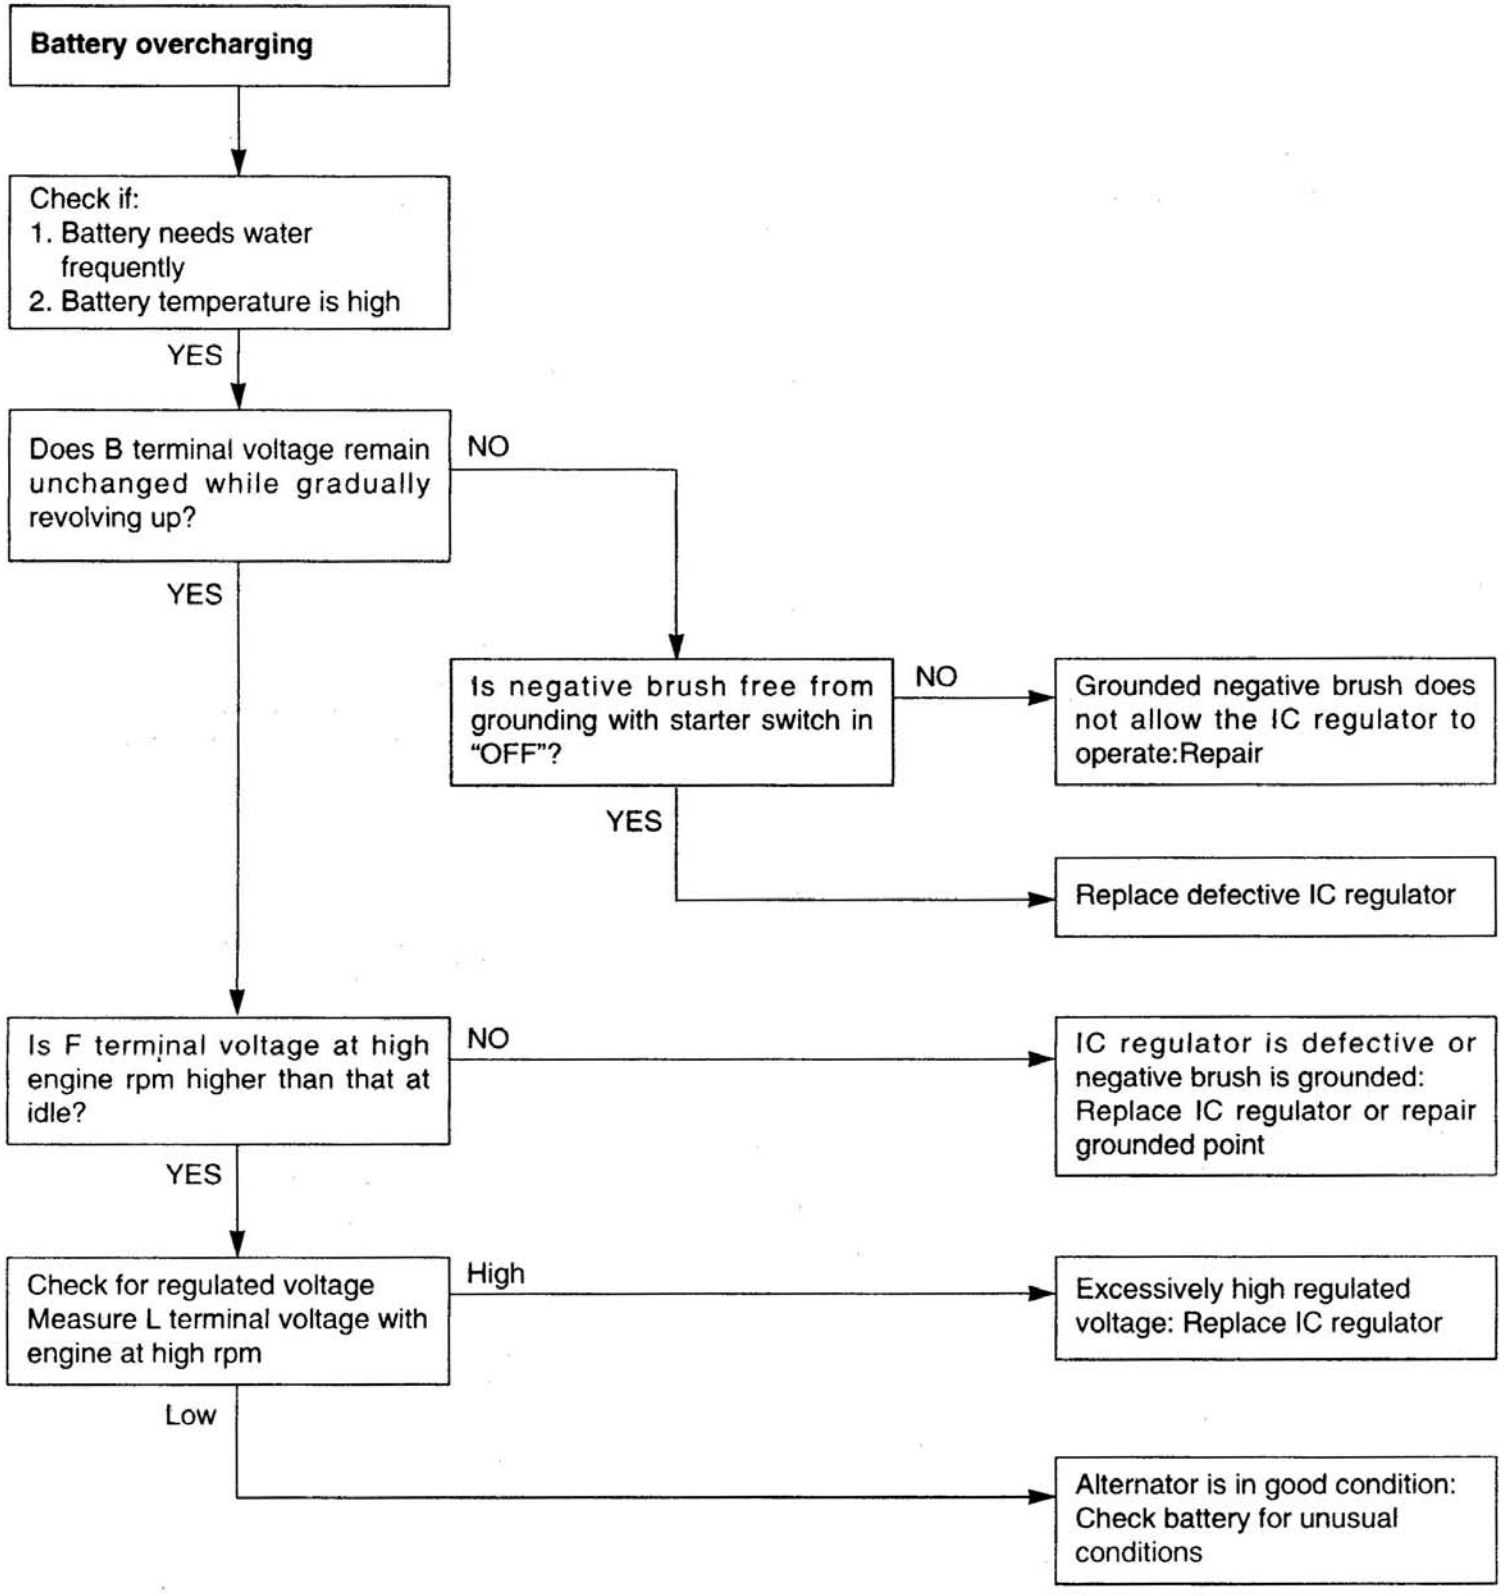 Battery overcharging
Check if:
1. Battery needs water
frequently
2. Battery temperature is high
YES
Does B terminal voltage remain
unchanged while gradually
revolving up?
NO
YES
Is negative brush free from
grounding with starter switch in
“OFF”?
NO
Grounded negative brush does
not allow the IC regulator to
operate:Repair
YES
Replace defective IC regulator
Is F terminal voltage at high
engine rpm higher than that at
idle?
NO
IC regulator is defective or
negative brush is grounded:
Replace IC regulator or repair
grounded point
YES
Check for regulated voltage
Measure L terminal voltage with
engine at high rpm
High
Excessively high regulated
voltage: Replace IC regulator
Low
Alternator is in good condition:
Check battery for unusual
conditions